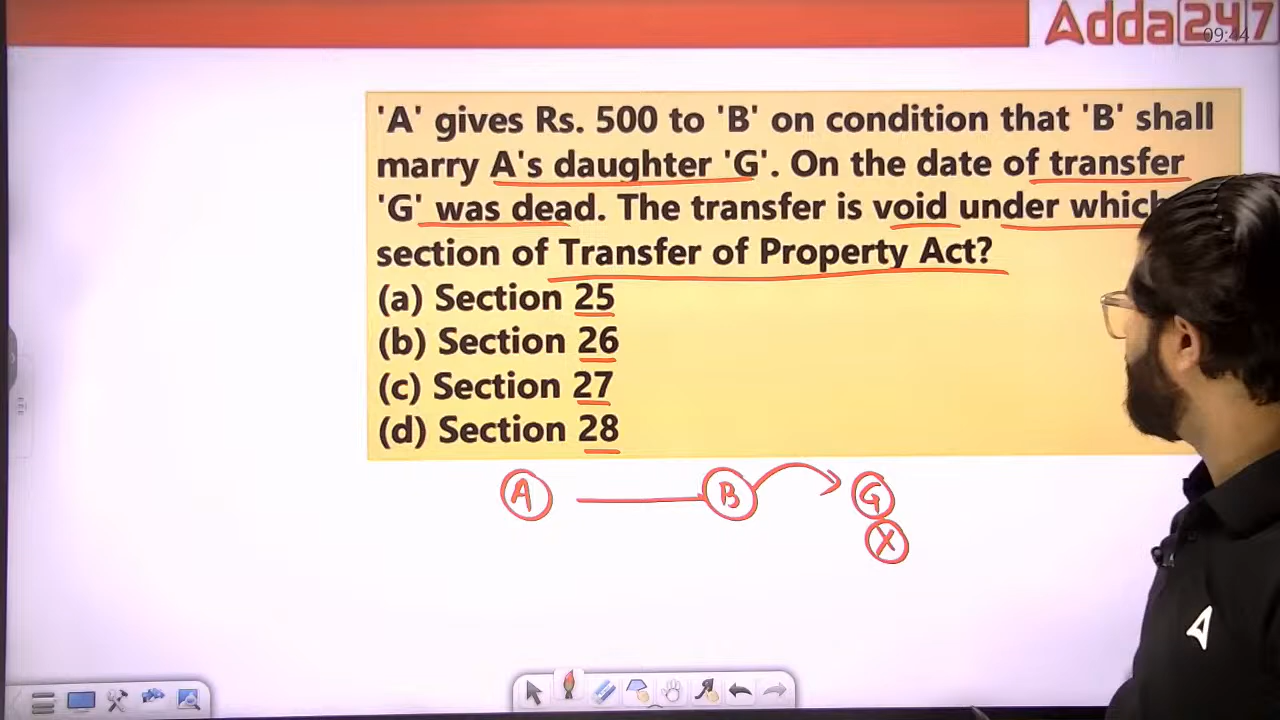 Adda247
09:44
'A' gives Rs. 500 to 'B' on condition that 'B' shall
marry A's daughter 'G'. On the date of transfer
'G' was dead. The transfer is void under which
section of Transfer of Property Act?
(a) Section 25
(b) Section 26
(c) Section 27
(d) Section 28
A B G
X